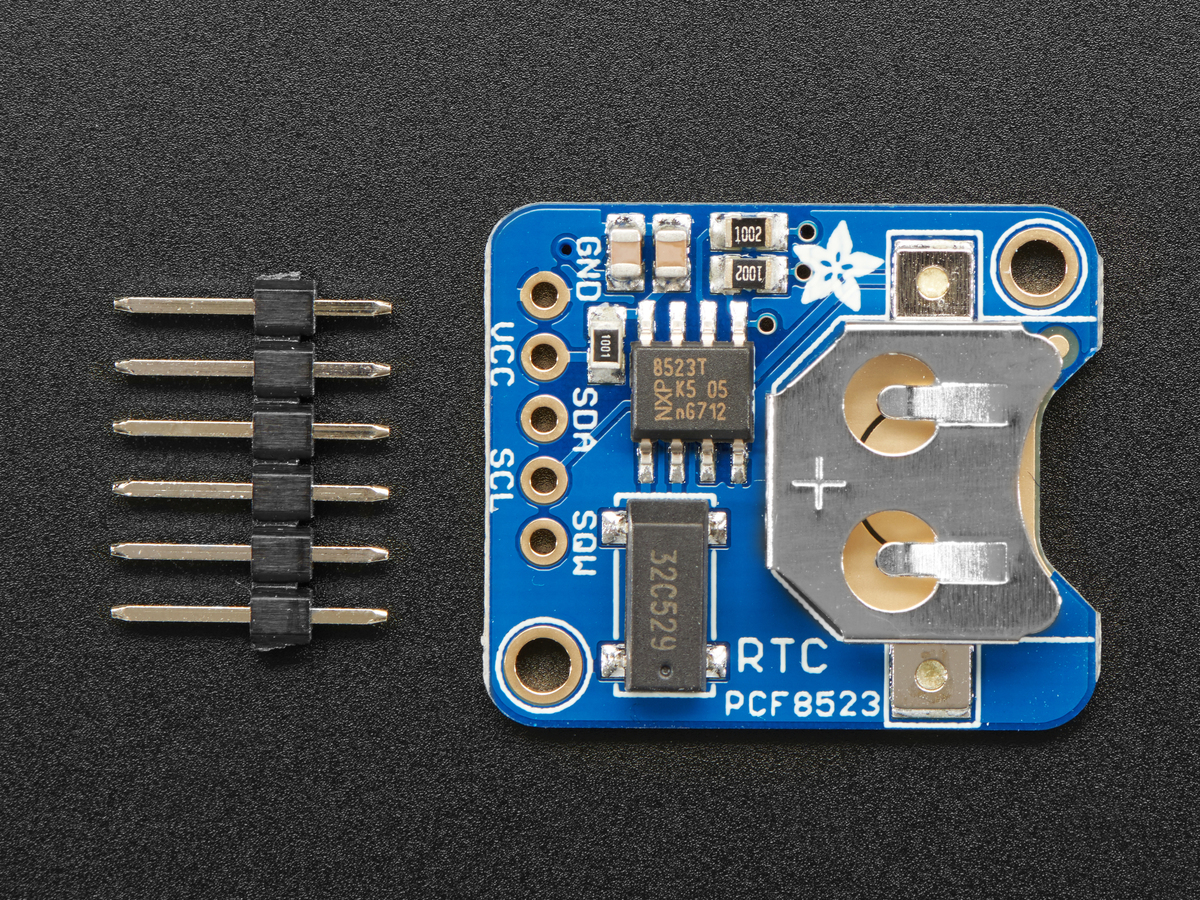 GND
VCC
SDA
SCL
SQW
1002
1002
1001
8523T
K5 05
nG712
NXP
+
32C529
RTC
PCF8523